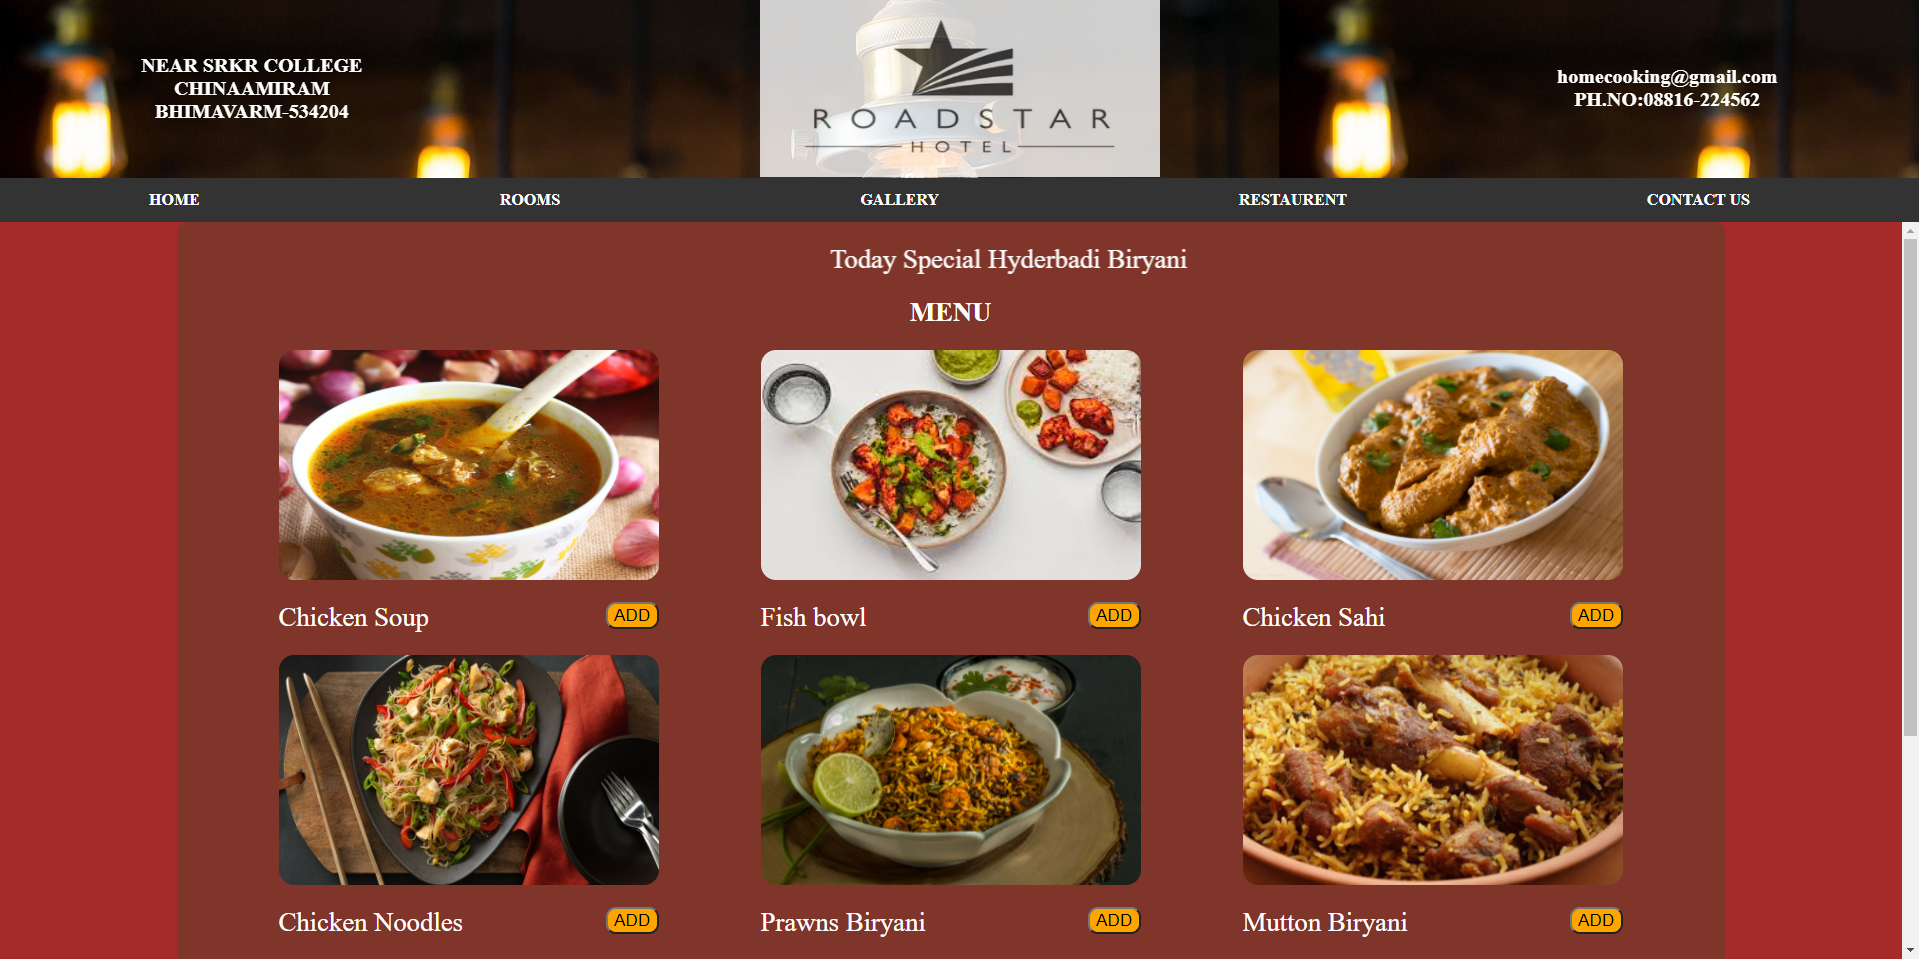 NEAR SRKR COLLEGE
CHINAAMIRAM
BHIMAVARM-534204
ROADSTAR
HOTEL
homecooking@gmail.com
PH.NO:08816-224562
HOME ROOMS GALLERY RESTAURENT CONTACT US
Today Special Hyderbadi Biryani
MENU
Chicken Soup ADD Fish bowl ADD Chicken Sahi ADD
Chicken Noodles ADD Prawns Biryani ADD Mutton Biryani ADD